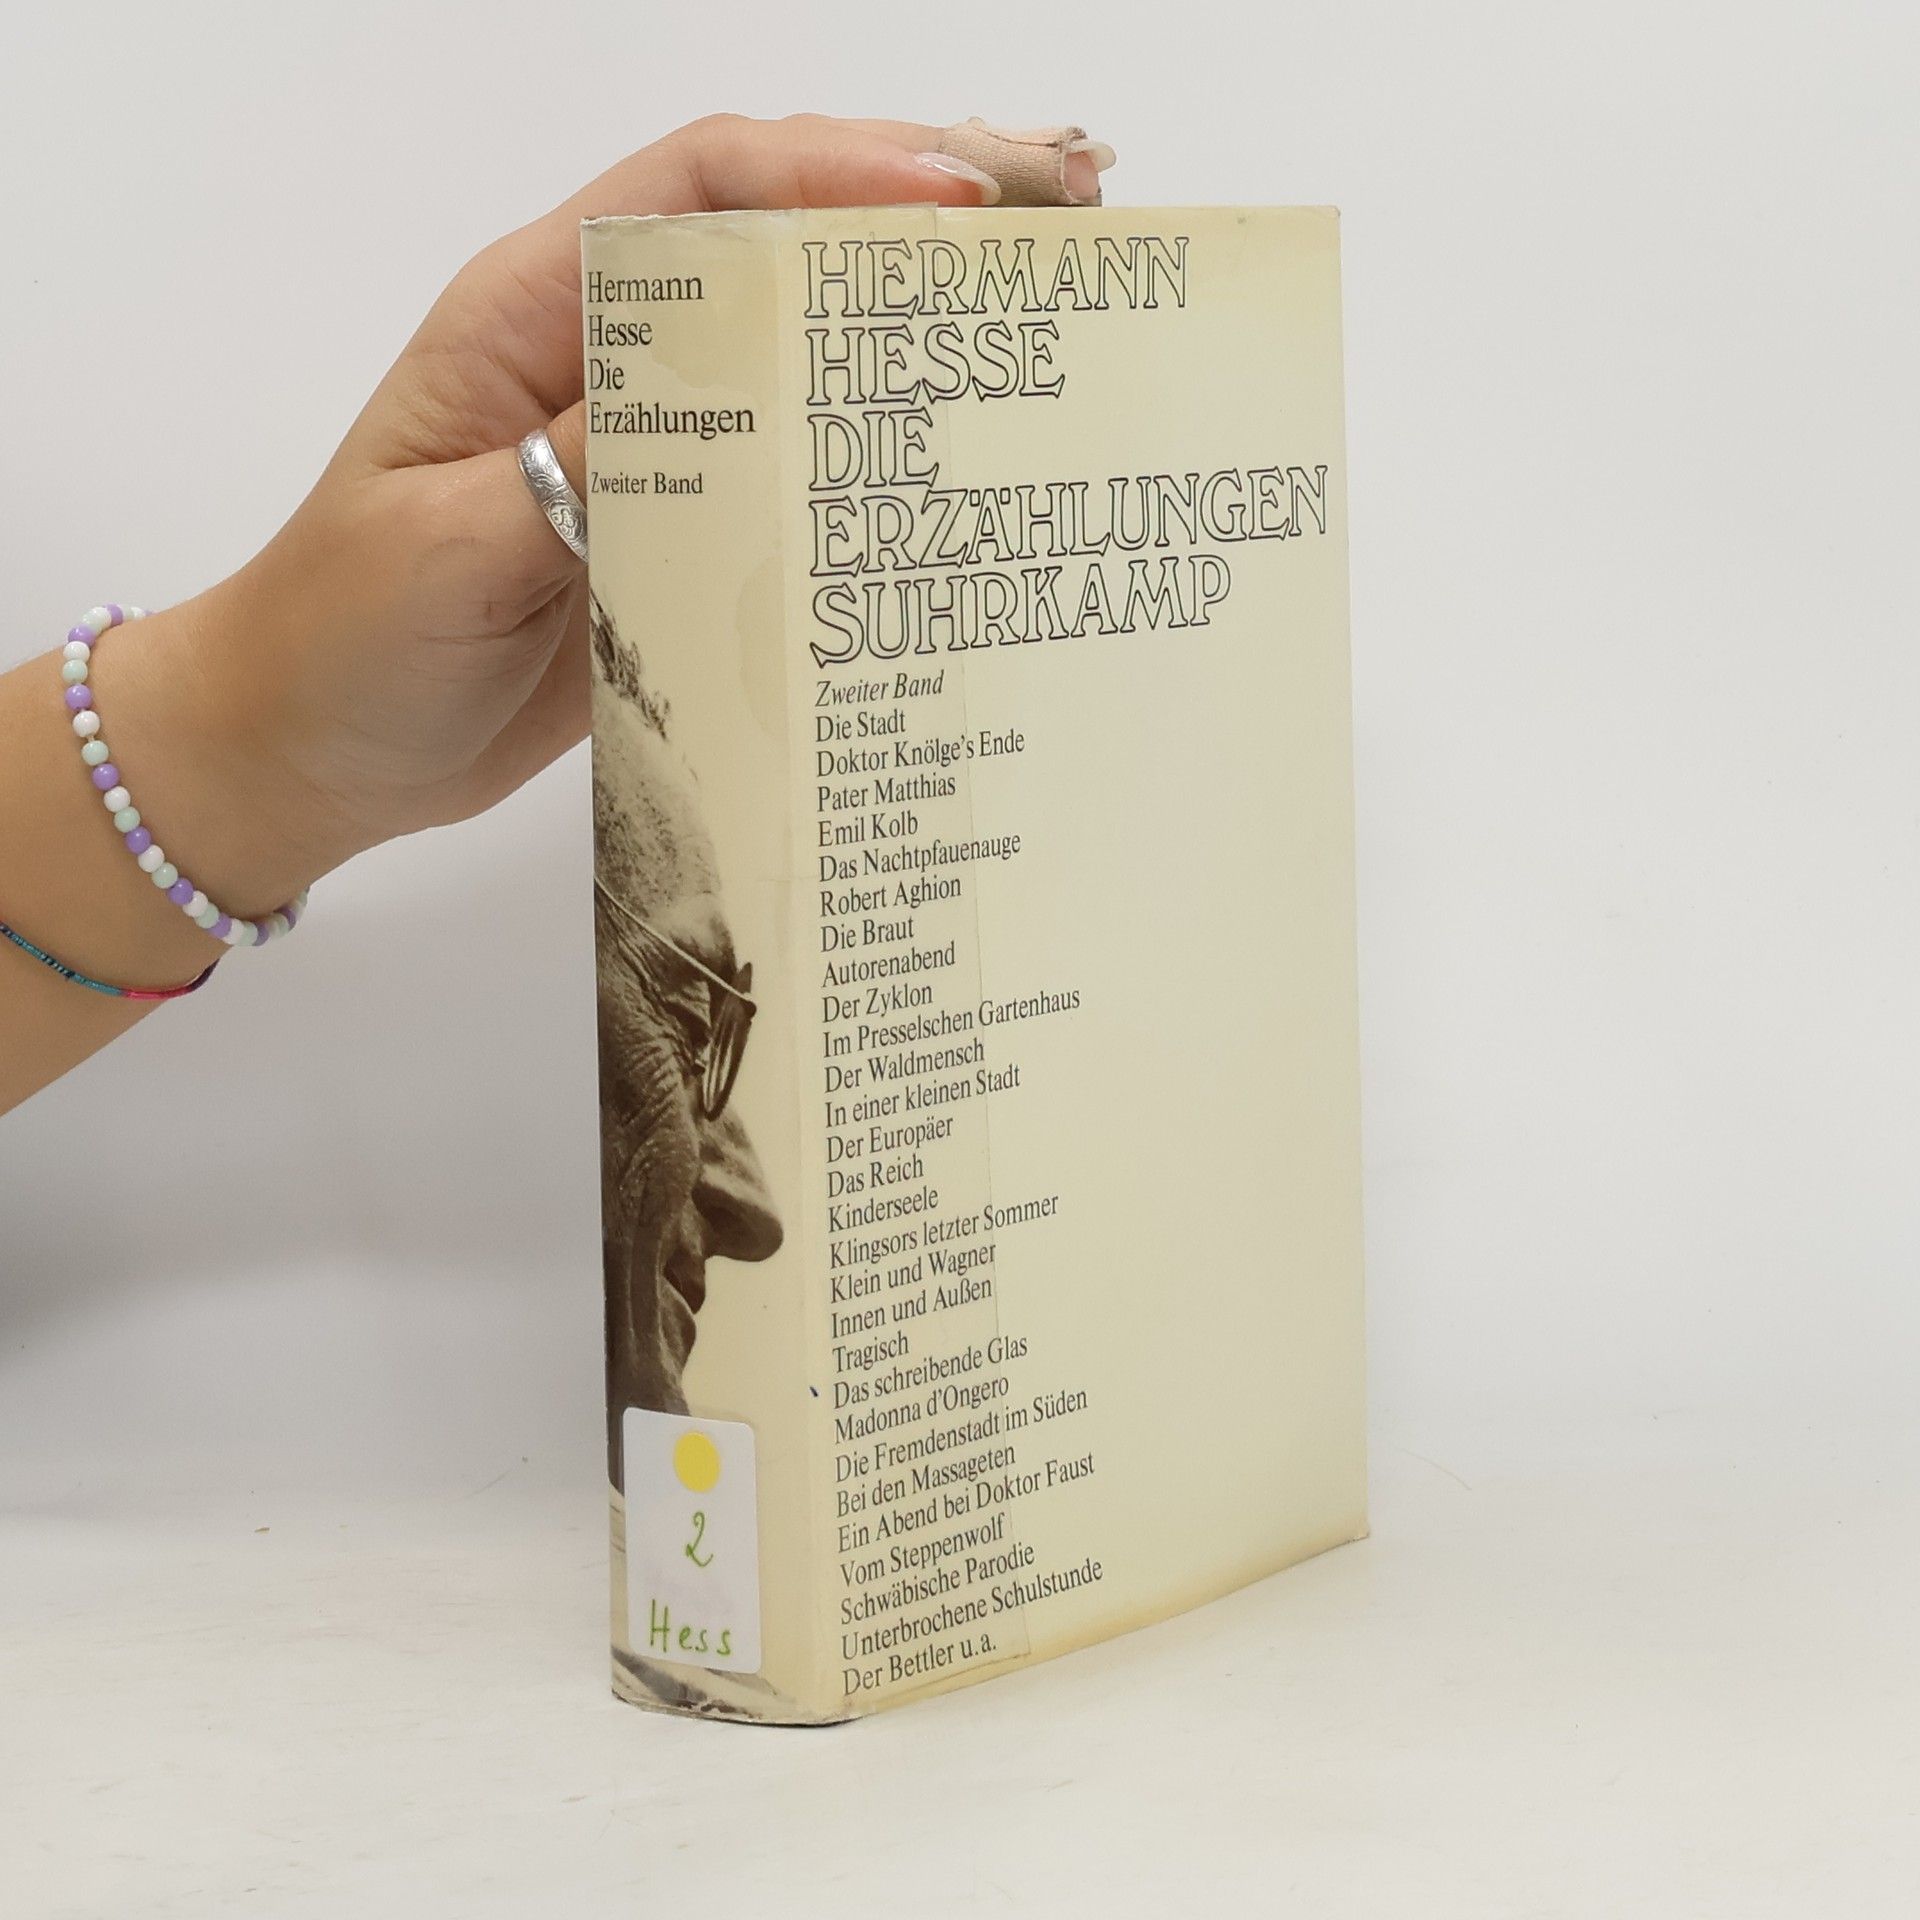 Hermann
Hesse
Die
Erzählungen
Zweiter Band
2
Hess
HERMANN
HESSE
DIE
ERZÄHLUNGEN
SUHRKAMP
Zweiter Band
Die Stadt
Doktor Knölge's Ende
Pater Matthias
Emil Kolb
Das Nachtpfauenauge
Robert Aghion
Die Braut
Autorenabend
Der Zyklon
Im Presselschen Gartenhaus
Der Waldmensch
In einer kleinen Stadt
Der Europäer
Das Reich
Kinderseele
Klingsors letzter Sommer
Klein und Wagner
Innen und Außen
Tragisch
Das schreibende Glas
Madonna d'Ongero
Die Fremdenstadt im Süden
Bei den Massageten
Ein Abend bei Doktor Faust
Vom Steppenwolf
Schwäbische Parodie
Unterbrochene Schulstunde
Der Bettler u. a.